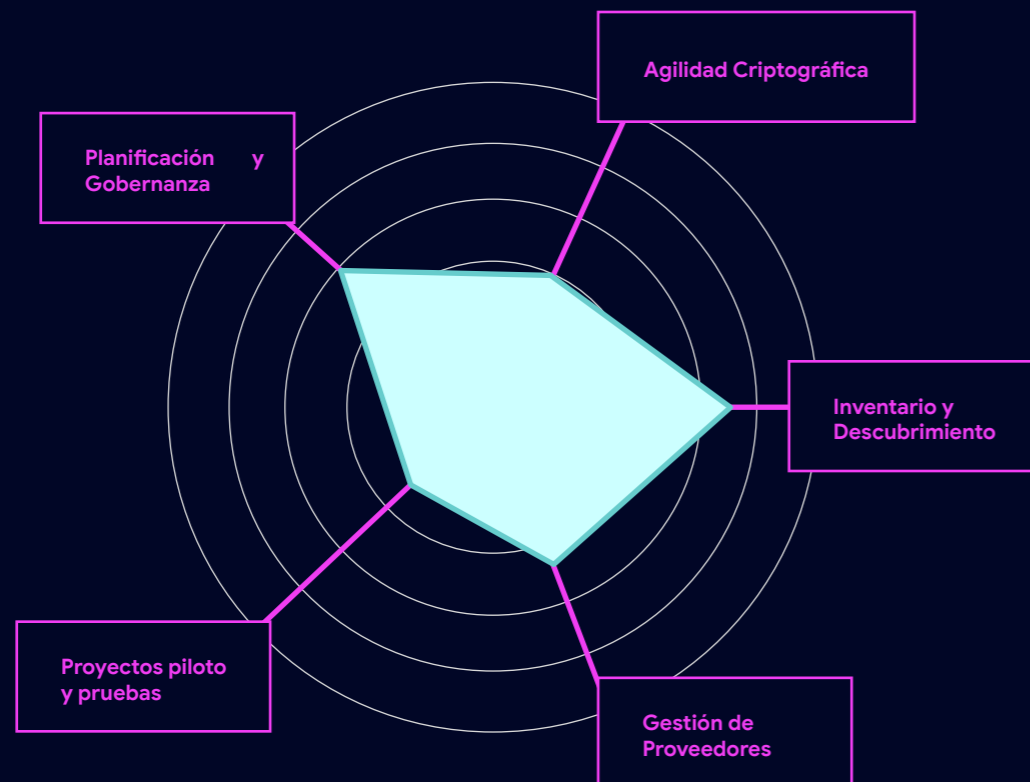 Agilidad Criptográfica
Planificación y
Gobernanza
Inventario y
Descubrimiento
Proyectos piloto
y pruebas
Gestión de
Proveedores